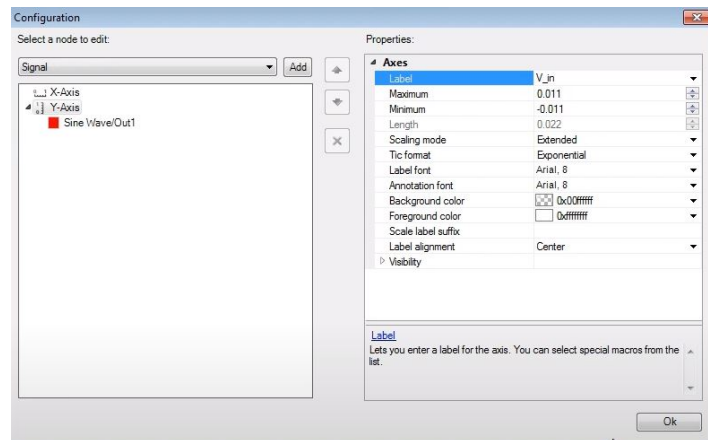 Configuration
Select a node to edit:
Signal
Add
X-Axis
Y-Axis
Sine Wave/Out1
Properties:
Axes
Label V_in
Maximum 0.011
Minimum -0.011
Length 0.022
Scaling mode Extended
Tic format Exponential
Label font Arial, 8
Annotation font Arial, 8
Background color 0x00ffffff
Foreground color 0xffffffff
Scale label suffix
Label alignment Center
Visibility
Label
Lets you enter a label for the axis. You can select special macros from the
list.
Ok